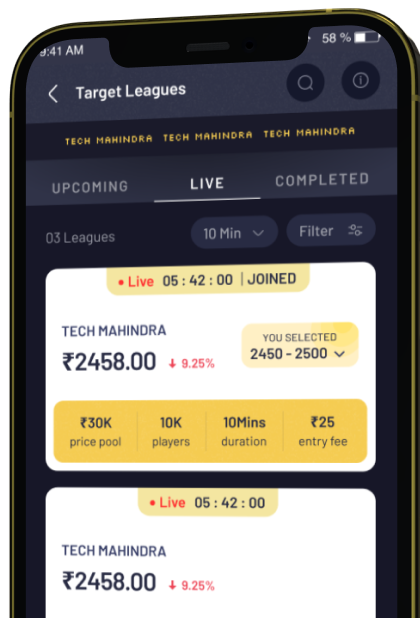 9:41 AM 58 %
Target Leagues
TECH MAHINDRA TECH MAHINDRA TECH MAHINDRA
UPCOMING LIVE COMPLETED
03 Leagues 10 Min Filter
• Live 05 : 42 : 00 | JOINED
TECH MAHINDRA
₹2458.00 ↓ 9.25%
YOU SELECTED
2450 - 2500
₹30K 10K 10Mins ₹25
price pool players duration entry fee
• Live 05 : 42 : 00
TECH MAHINDRA
₹2458.00 ↓ 9.25%